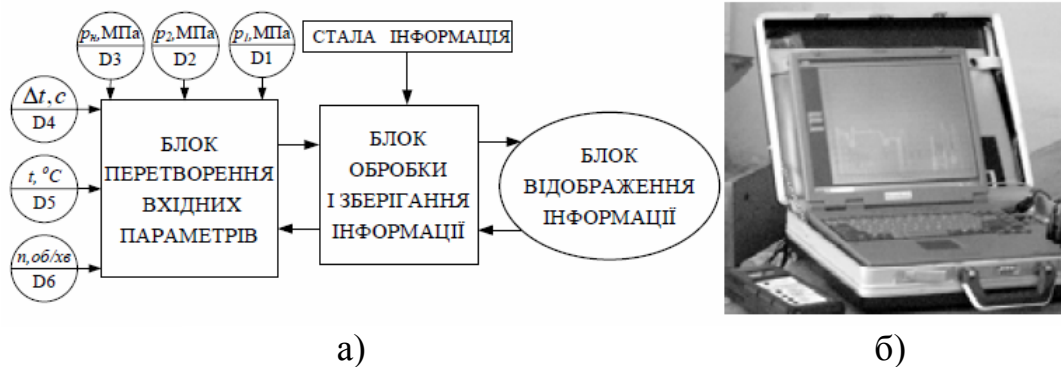 pн,МПа
D3
p2,МПа
D2
p1,МПа
D1
СТАЛА ІНФОРМАЦІЯ
Δt,с
D4
t,°C
D5
n,об/хв
D6
БЛОК
ПЕРЕТВОРЕННЯ
ВХІДНИХ
ПАРАМЕТРІВ
БЛОК
ОБРОБКИ
І ЗБЕРІГАННЯ
ІНФОРМАЦІЇ
БЛОК
ВІДОБРАЖЕННЯ
ІНФОРМАЦІЇ
а)
б)